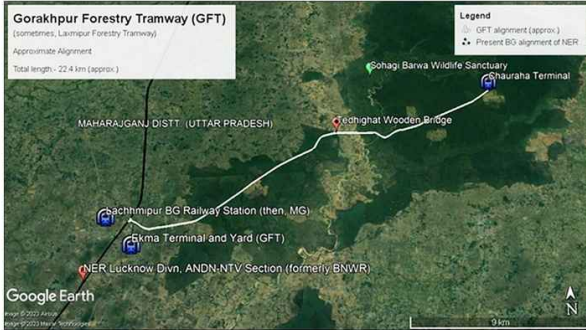 Gorakhpur Forestry Tramway (GFT)
(sometimes, Laxmipur Forestry Tramway)
Approximate Alignment
Total length - 22.4 km (approx.)
Legend
GFT alignment (approx.)
Present BG alignment of NER
Sohagi Barwa Wildlife Sanctuary
Chauraha Terminal
MAHARAJGANJ DISTT. (UTTAR PRADESH)
Tedhighat Wooden Bridge
Lachhmipur BG Railway Station (then, MG)
Ekma Terminal and Yard (GFT)
NER Lucknow Divn, ANDN-NTV Section (formerly BNWR)
Google Earth
Image © 2023 Airbus
Image ©2023 Maxar Technologies
N
9 km